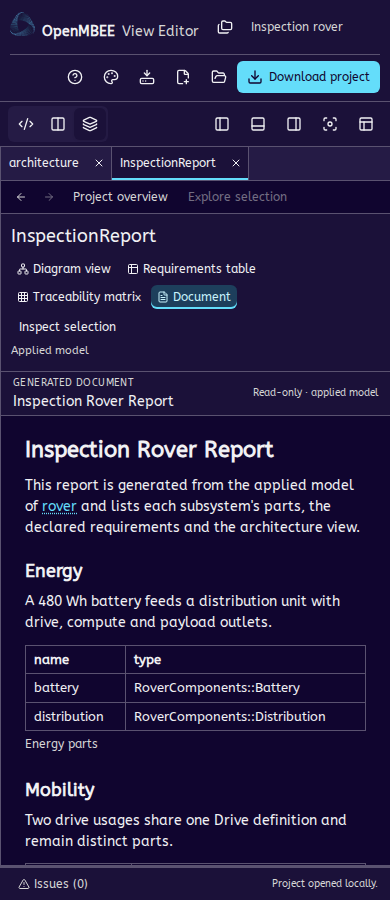 OpenMBEE View Editor Inspection rover
Download project
architecture InspectionReport
Project overview Explore selection
InspectionReport
Diagram view Requirements table
Traceability matrix Document
Inspect selection
Applied model
GENERATED DOCUMENT
Inspection Rover Report
Read-only · applied model
Inspection Rover Report
This report is generated from the applied model
of rover and lists each subsystem's parts, the
declared requirements and the architecture view.
Energy
A 480 Wh battery feeds a distribution unit with
drive, compute and payload outlets.
name type
battery RoverComponents::Battery
distribution RoverComponents::Distribution
Energy parts
Mobility
Two drive usages share one Drive definition and
remain distinct parts.
Issues (0) Project opened locally.